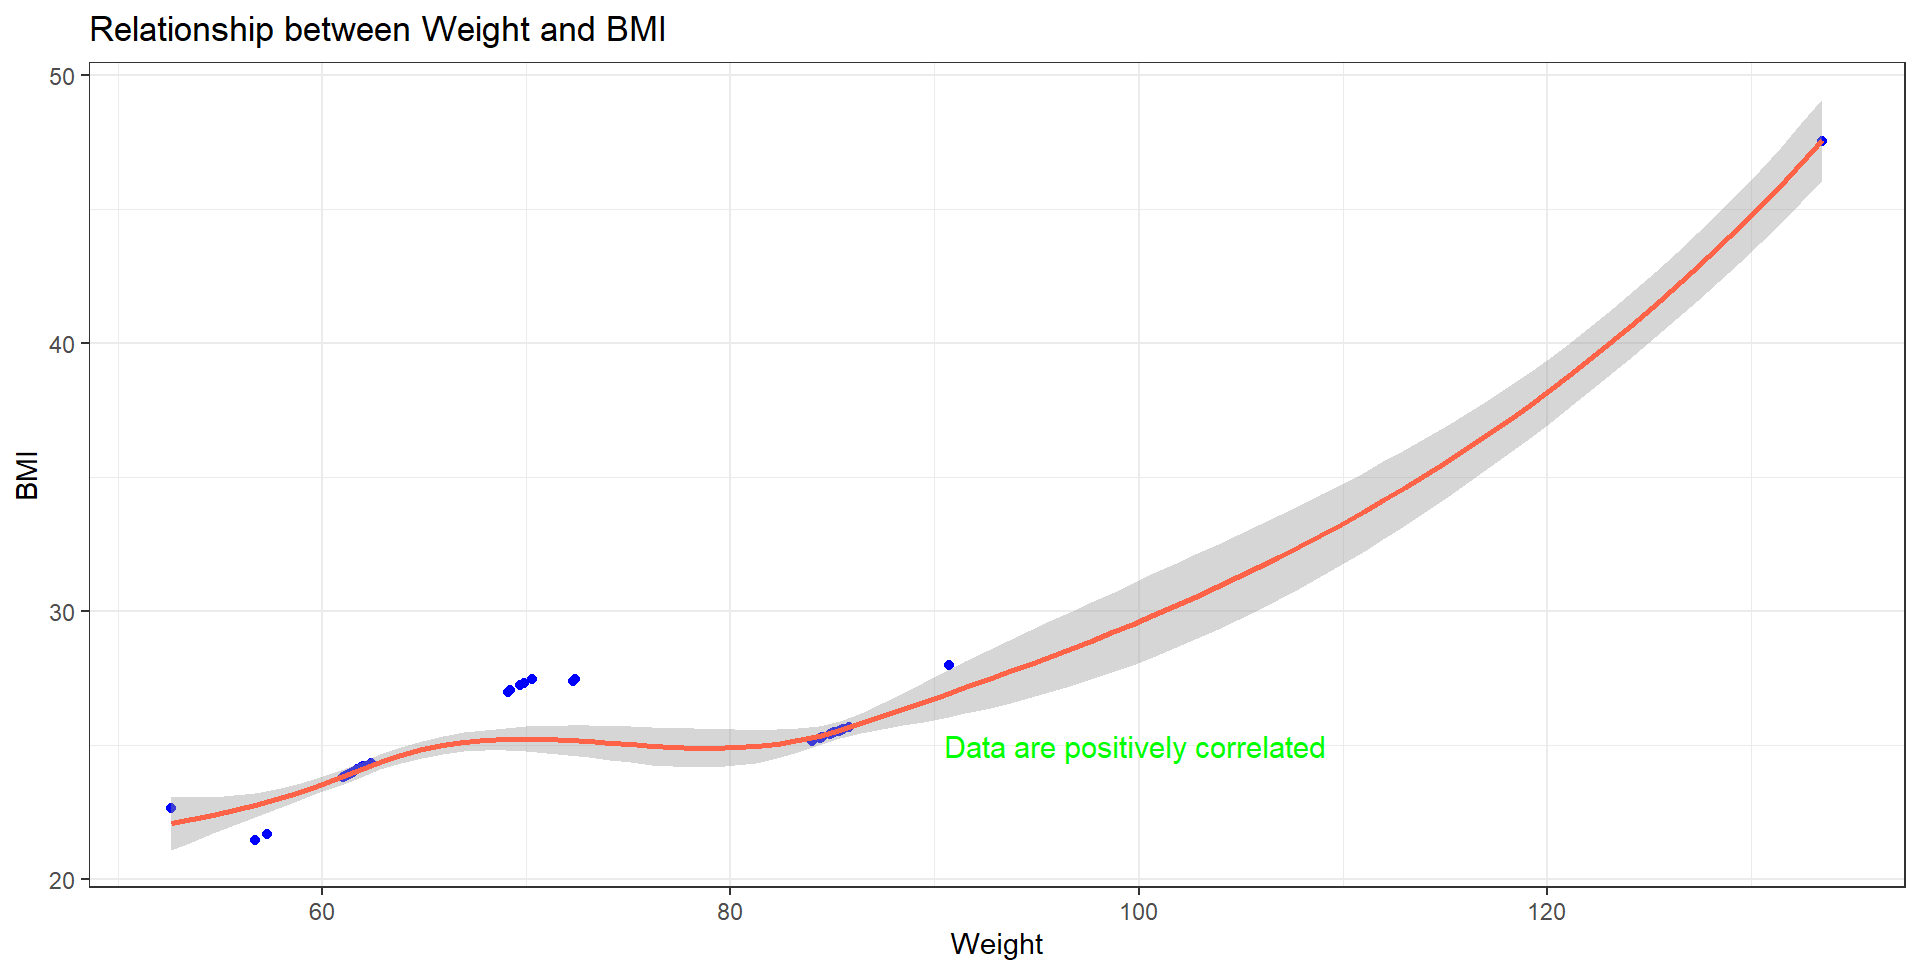 Relationship between Weight and BMI
50
40
30
20
BMI
Data are positively correlated
60
80
100
120
Weight